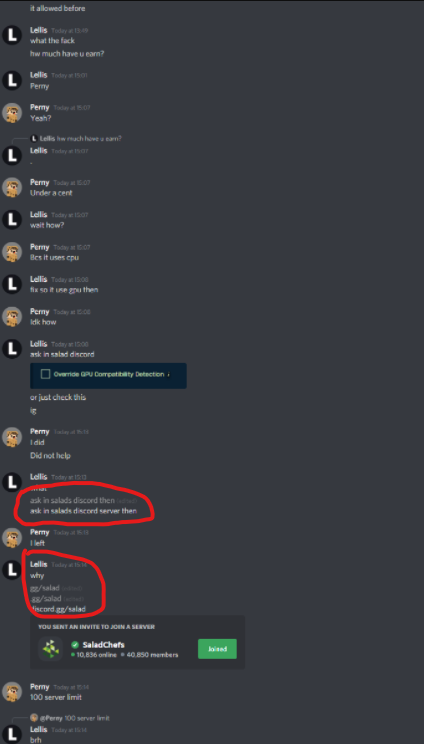 it allowed before
Lellis Today at 13:49
what the fack
hw much have u earn?
Lellis Today at 15:01
Perny
Perny Today at 15:07
Yeah?
Lellis hw much have u earn?
Lellis Today at 15:07
.
Perny Today at 15:07
Under a cent
Lellis Today at 15:07
wait how?
Perny Today at 15:07
Bcs it uses cpu
Lellis Today at 15:08
fix so it use gpu then
Perny Today at 15:08
Idk how
Lellis Today at 15:08
ask in salad discord
Override GPU Compatibility Detection
or just check this
ig
Perny Today at
I did
Did not help
Lellis Today at 15:13
ask in salads discord then (edited)
ask in salads discord server then
Perny Today at 15:13
I left
Lellis Today at
why
gg/salad (edited)
.gg/salad (edited)
discord.gg/salad
YOU SENT AN INVITE TO JOIN A SERVER
SaladChefs
10,836 online 40,850 members
Joined
Perny Today at 15:14
100 server limit
@Perny 100 server limit
Lellis Today at 15:14
brh